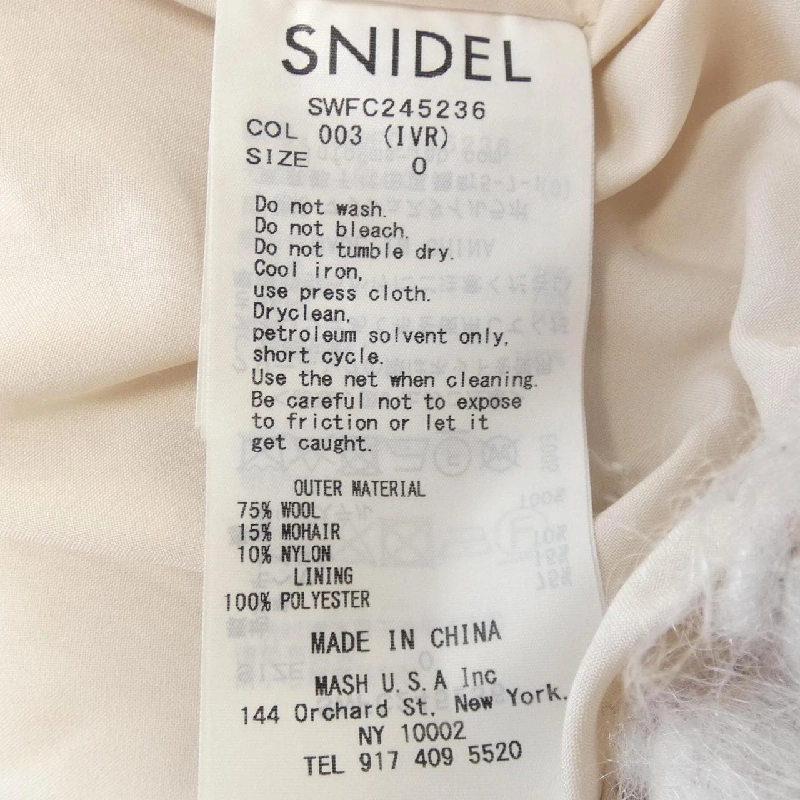 SNIDEL
SWFC245236
COL 003 (IVR)
SIZE 0
Do not wash.
Do not bleach.
Do not tumble dry.
Cool iron,
use press cloth.
Dryclean,
petroleum solvent only,
short cycle.
Use the net when cleaning.
Be careful not to expose
to friction or let it
get caught.
OUTER MATERIAL
75% WOOL
15% MOHAIR
10% NYLON
LINING
100% POLYESTER
MADE IN CHINA
MASH U.S.A Inc
144 Orchard St. New York.
NY 10002
TEL 917 409 5520